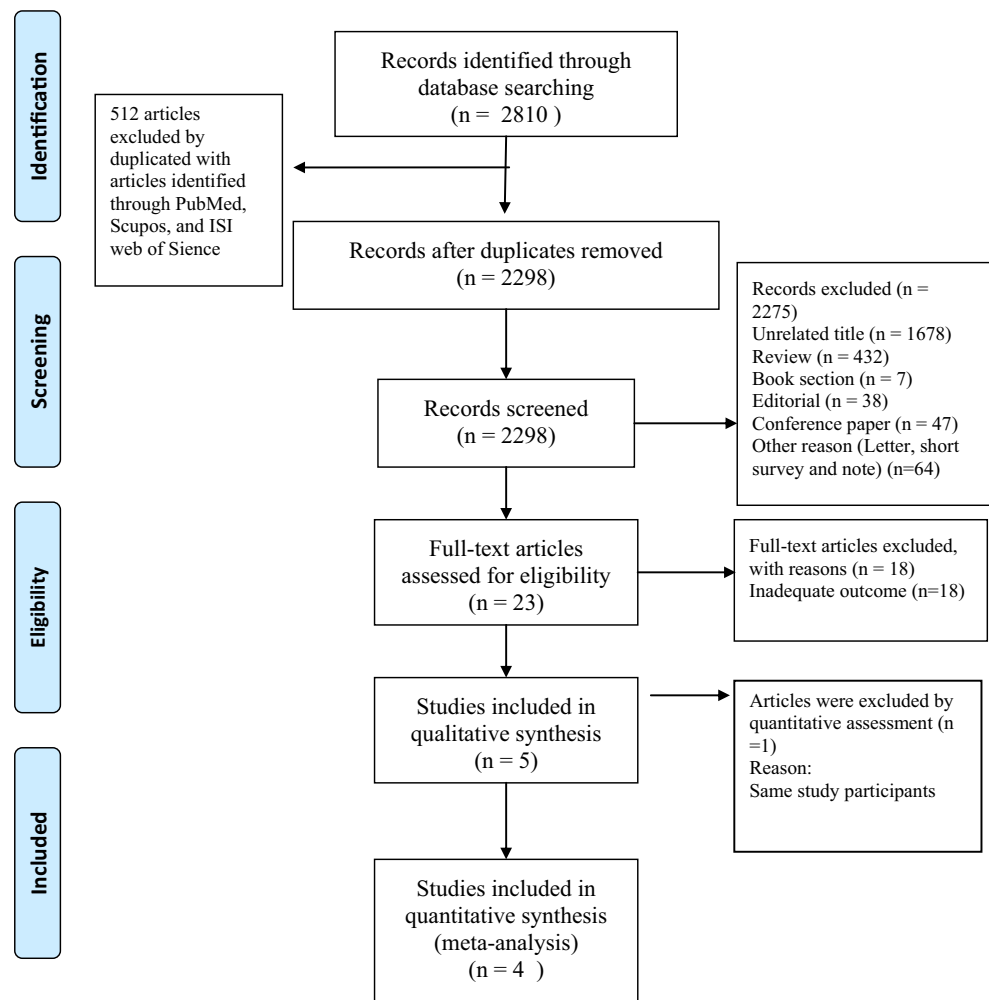 Identification
Records identified through
database searching
(n = 2810 )
512 articles
excluded by
duplicated with
articles identified
through PubMed,
Scupos, and ISI
web of Sience
Records after duplicates removed
(n = 2298)
Screening
Records screened
(n = 2298)
Records excluded (n =
2275)
Unrelated title (n = 1678)
Review (n = 432)
Book section (n = 7)
Editorial (n = 38)
Conference paper (n = 47)
Other reason (Letter, short
survey and note) (n=64)
Eligibility
Full-text articles
assessed for eligibility
(n = 23)
Full-text articles excluded,
with reasons (n = 18)
Inadequate outcome (n=18)
Studies included in
qualitative synthesis
(n = 5)
Articles were excluded by
quantitative assessment (n
=1)
Reason:
Same study participants
Included
Studies included in
quantitative synthesis
(meta-analysis)
(n = 4 )